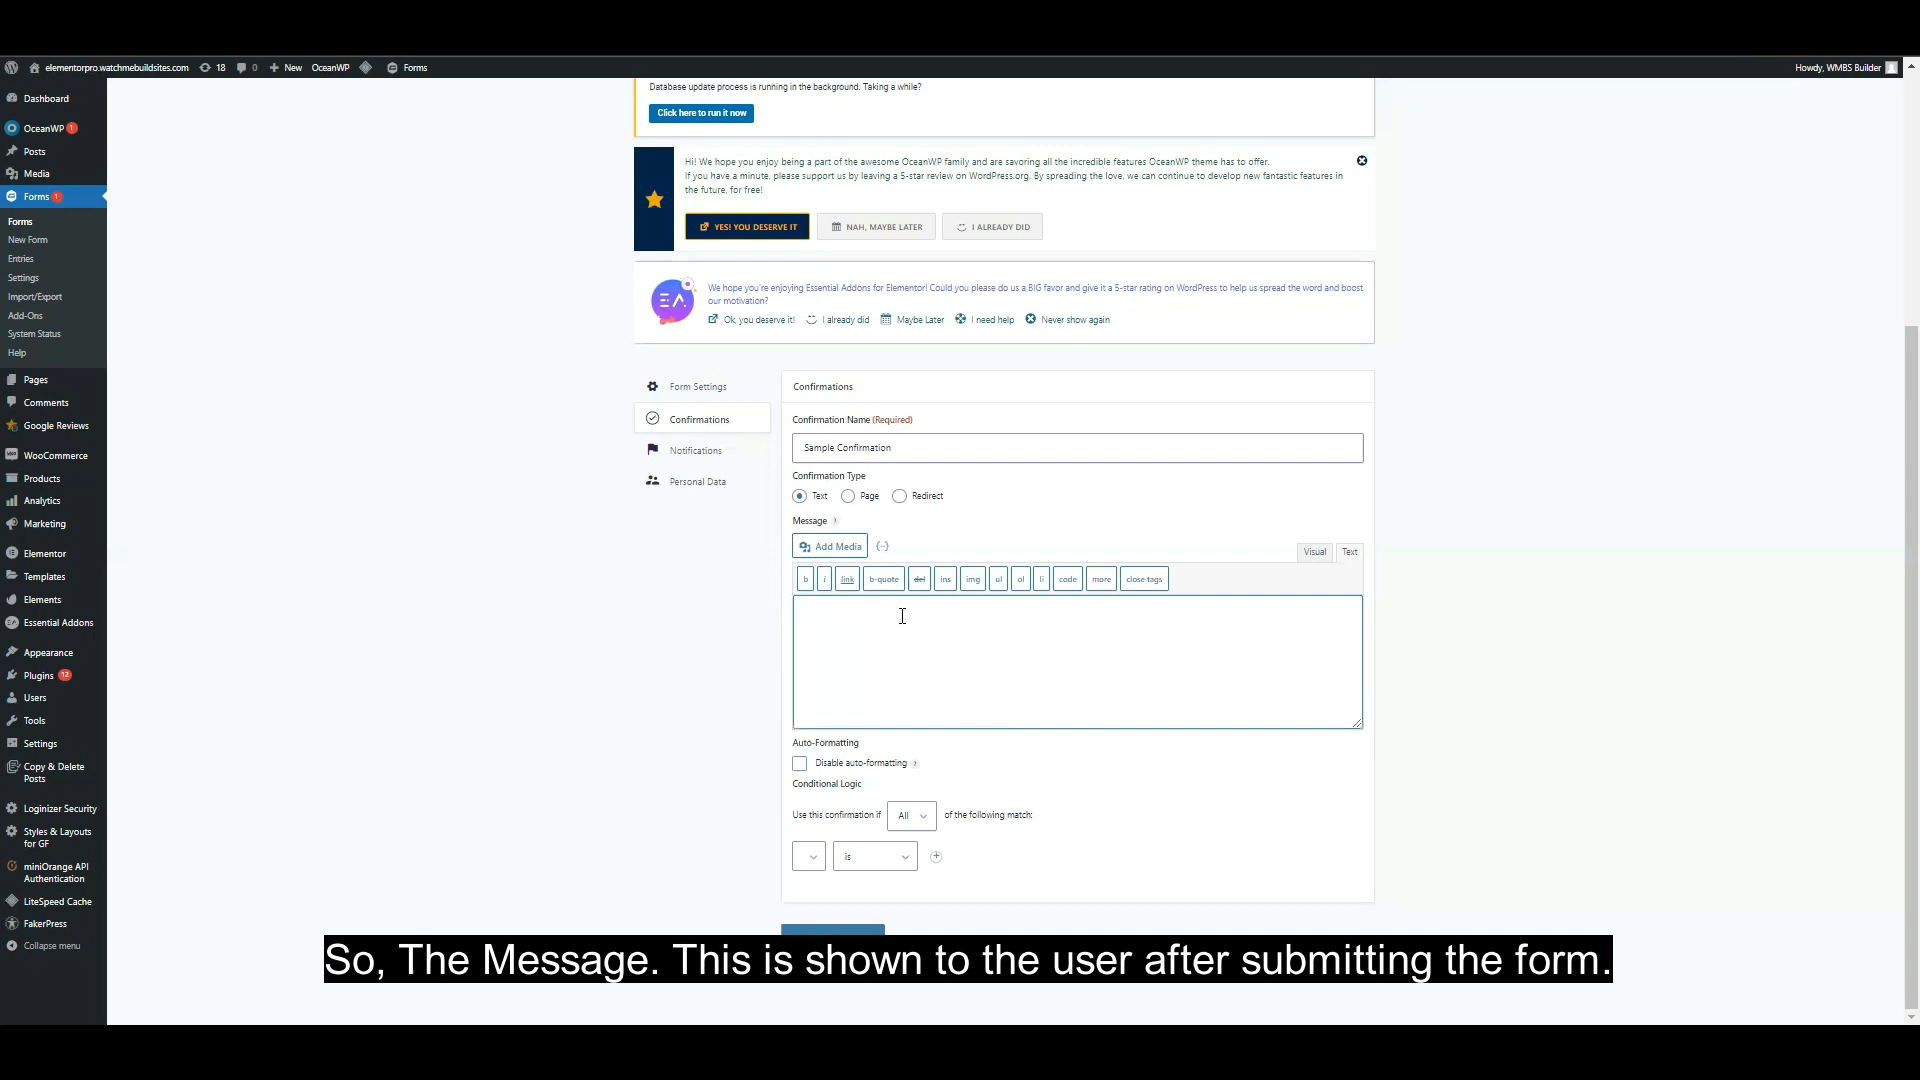 elementorpro.watchmebuildsites.com 18 0 New OceanWP Forms Howdy, WMBS Builder
Dashboard
OceanWP 1
Posts
Media
Forms 1
Forms
New Form
Entries
Settings
Import/Export
Add-Ons
System Status
Help
Pages
Comments
Google Reviews
WooCommerce
Products
Analytics
Marketing
Elementor
Templates
Elements
Essential Addons
Appearance
Plugins 12
Users
Tools
Settings
Copy & Delete
Posts
Loginizer Security
Styles & Layouts
for GF
miniOrange API
Authentication
LiteSpeed Cache
FakerPress
Collapse menu
Database update process is running in the background. Taking a while?
Click here to run it now
Hi! We hope you enjoy being a part of the awesome OceanWP family and are savoring all the incredible features OceanWP theme has to offer.
If you have a minute, please support us by leaving a 5-star review on WordPress.org. By spreading the love, we can continue to develop new fantastic features in
the future, for free!
YES! YOU DESERVE IT NAH, MAYBE LATER I ALREADY DID
EA
We hope you're enjoying Essential Addons for Elementor! Could you please do us a BIG favor and give it a 5-star rating on WordPress to help us spread the word and boost
our motivation?
Ok, you deserve it! I already did Maybe Later I need help Never show again
Form Settings
Confirmations
Notifications
Personal Data
Confirmations
Confirmation Name (Required)
Sample Confirmation
Confirmation Type
Text Page Redirect
Message ?
Add Media {..}
Visual Text
b i link b-quote del ins img ul ol li code more close tags
Auto-Formatting
Disable auto-formatting ?
Conditional Logic
Use this confirmation if All of the following match:
is
So, The Message. This is shown to the user after submitting the form.